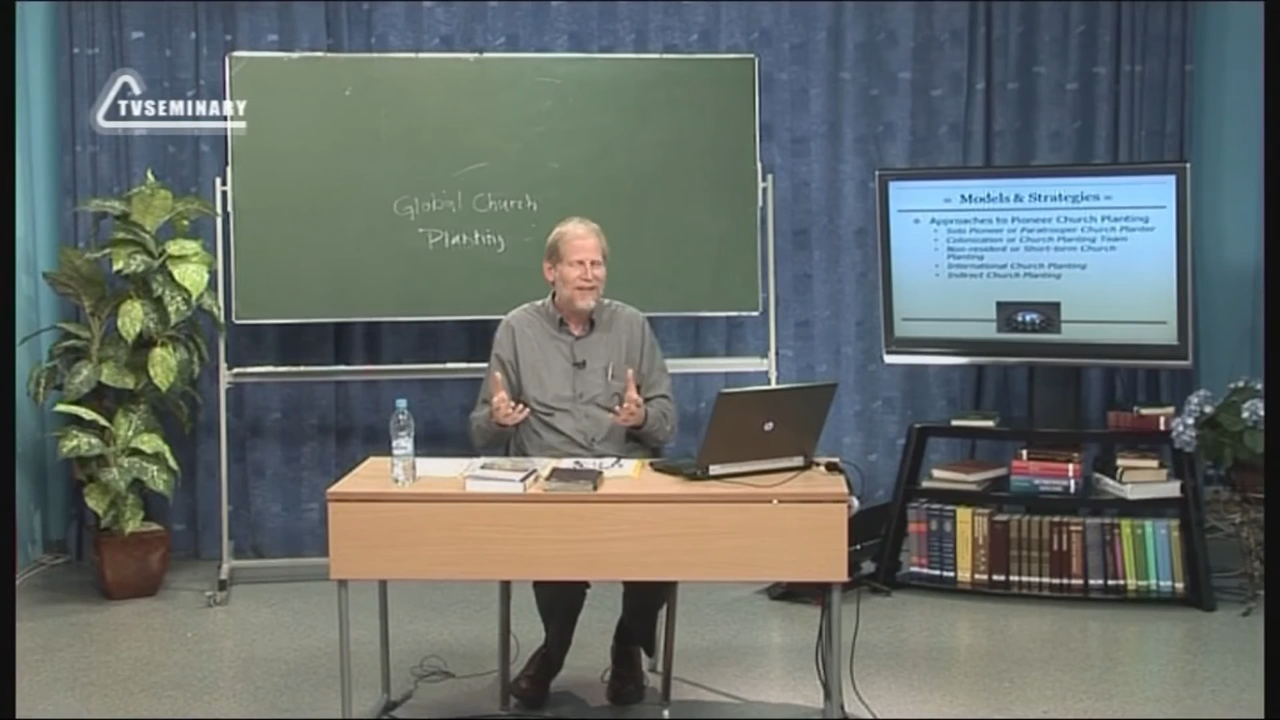 TVSEMINARY
Global Church
Planting
Models & Strategies
Approaches to Pioneer Church Planting
Solo Pioneer or Paratrooper Church Planter
Colonization or Church Planting Team
Non-resident or Short-term Church
Planting
International Church Planting
Indirect Church Planting
hp